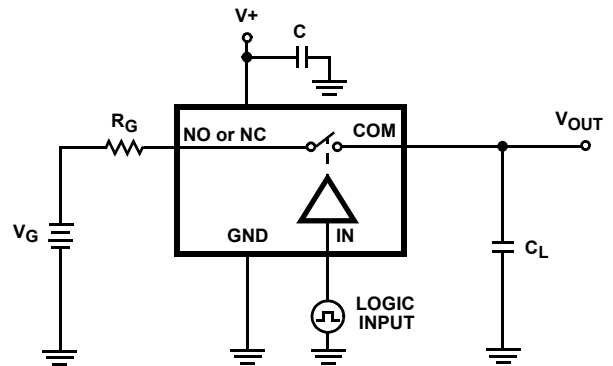 V+
C
RG
NO or NC
COM
VOUT
VG
GND
IN
CL
LOGIC
INPUT